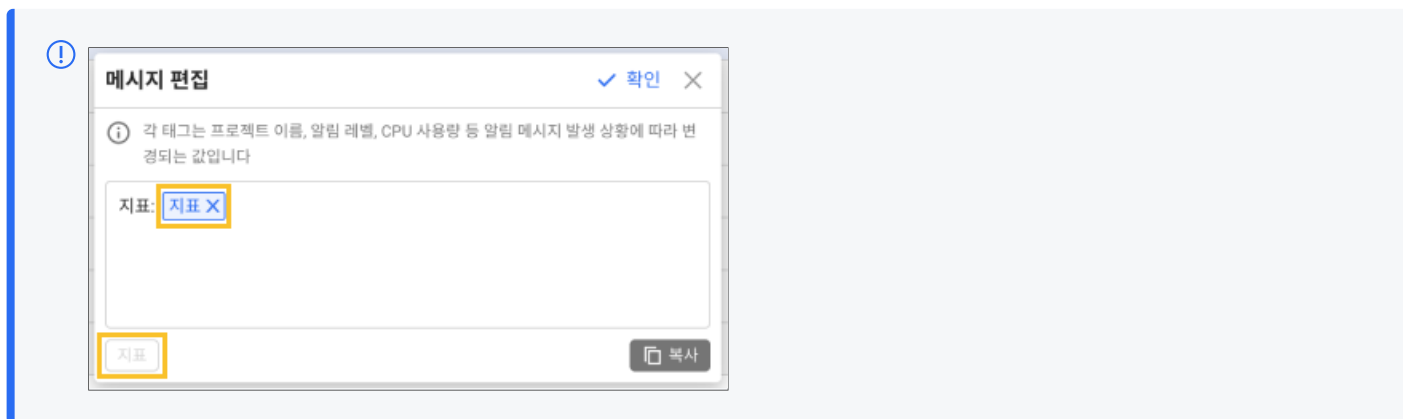 메시지 편집
확인
각 태그는 프로젝트 이름, 알림 레벨, CPU 사용량 등 알림 메시지 발생 상황에 따라 변
경되는 값입니다
지표: 지표
지표
복사